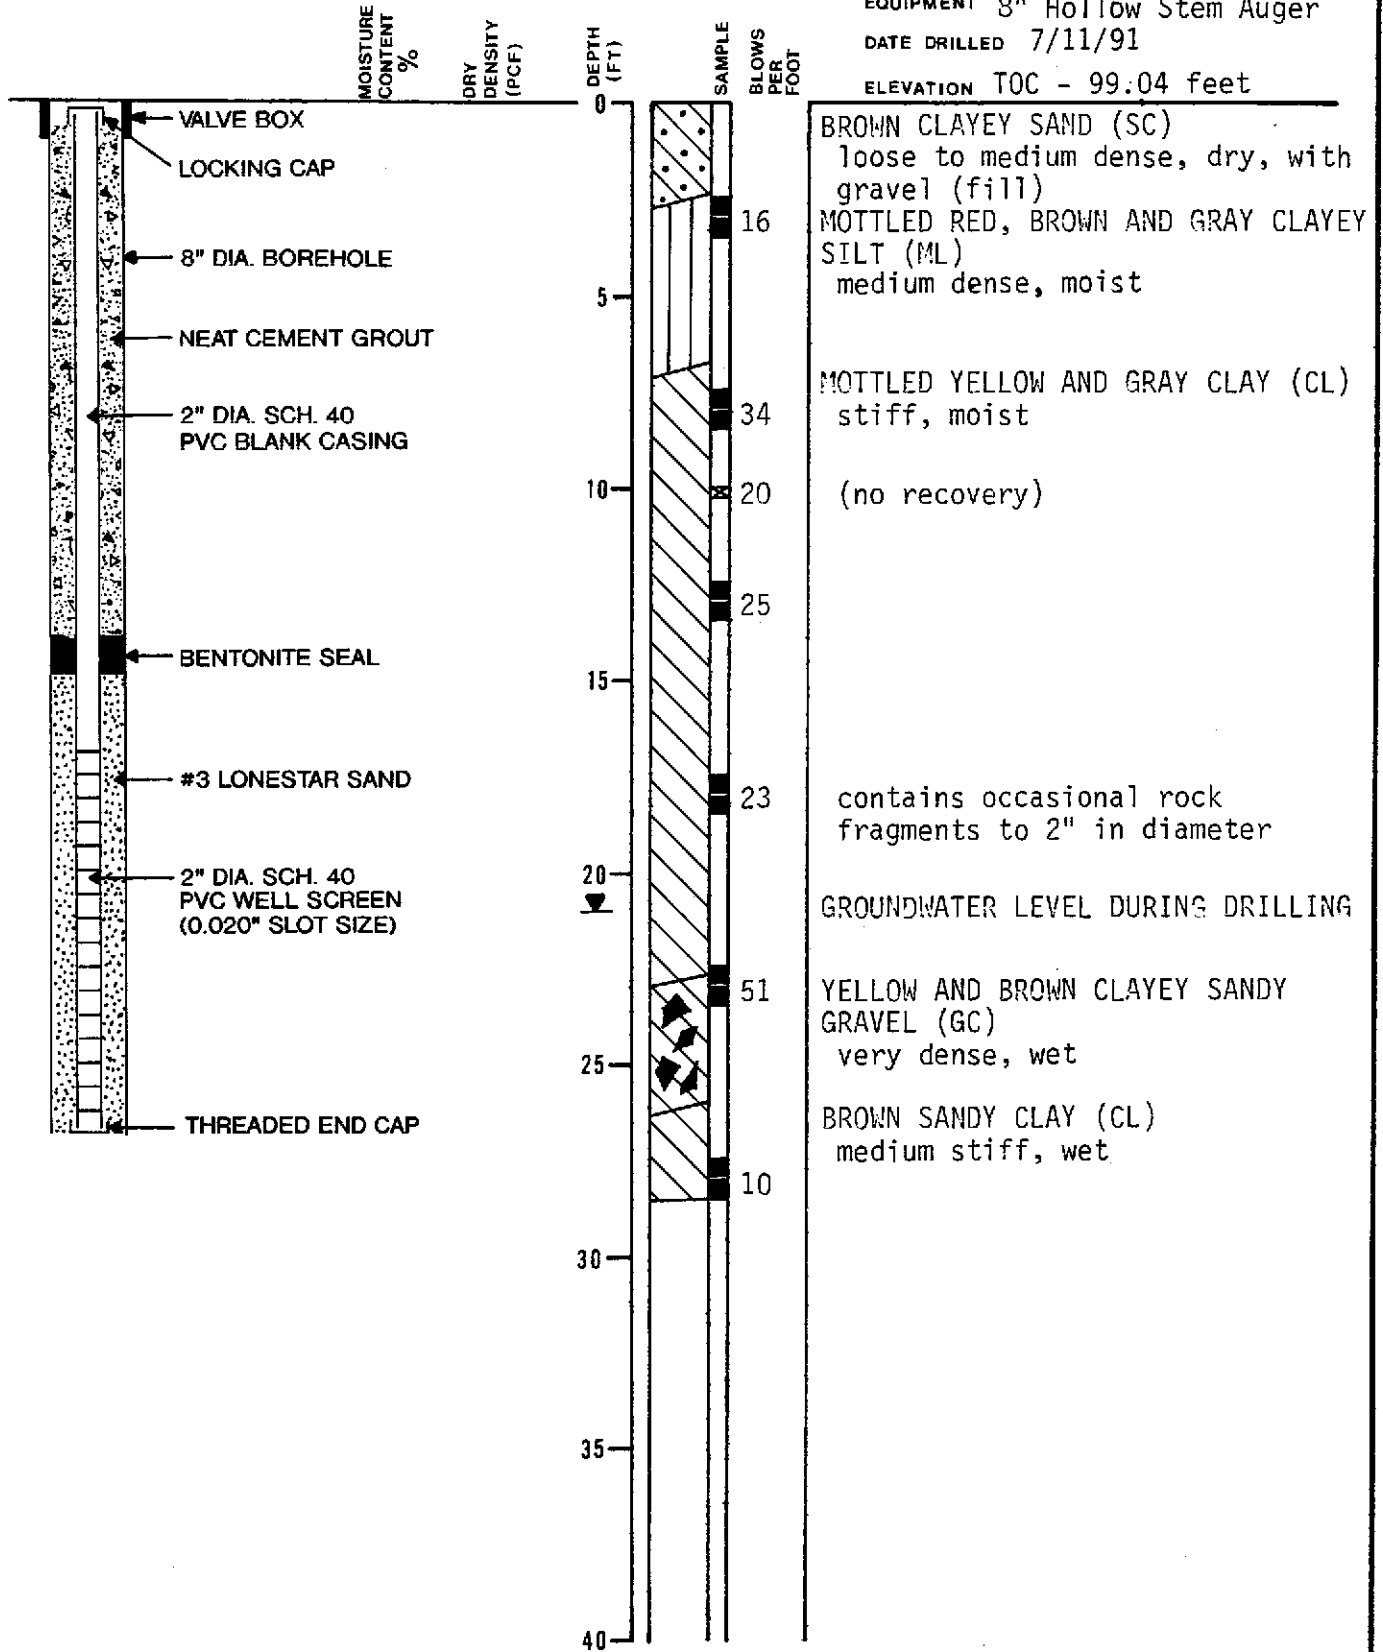 EQUIPMENT 8" Hollow Stem Auger
DATE DRILLED 7/11/91
ELEVATION TOC - 99.04 feet
MOISTURE
CONTENT
%
DRY
DENSITY
(PCF)
DEPTH
(FT)
SAMPLE
BLOWS
PER
FOOT
0
VALVE BOX
LOCKING CAP
8" DIA. BOREHOLE
NEAT CEMENT GROUT
2" DIA. SCH. 40
PVC BLANK CASING
BENTONITE SEAL
#3 LONESTAR SAND
2" DIA. SCH. 40
PVC WELL SCREEN
(0.020" SLOT SIZE)
THREADED END CAP
5
10
15
20
25
30
35
40
16
34
20
25
23
51
10
BROWN CLAYEY SAND (SC)
loose to medium dense, dry, with
gravel (fill)
MOTTLED RED, BROWN AND GRAY CLAYEY
SILT (ML)
medium dense, moist
MOTTLED YELLOW AND GRAY CLAY (CL)
stiff, moist
(no recovery)
contains occasional rock
fragments to 2" in diameter
GROUNDWATER LEVEL DURING DRILLING
YELLOW AND BROWN CLAYEY SANDY
GRAVEL (GC)
very dense, wet
BROWN SANDY CLAY (CL)
medium stiff, wet